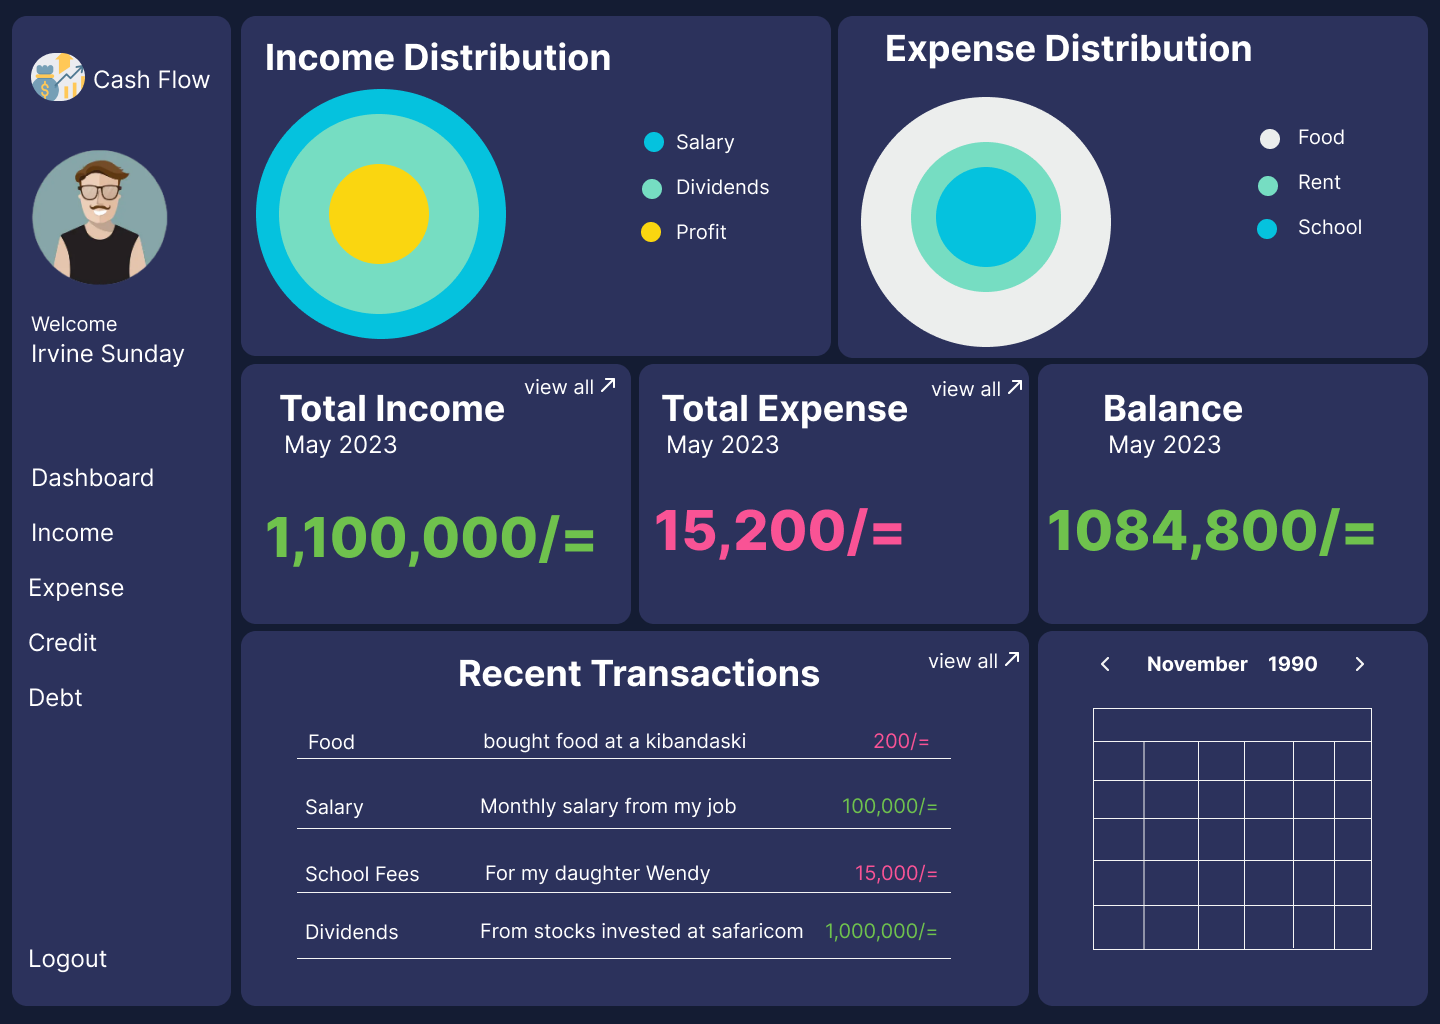 Cash Flow
Welcome
Irvine Sunday
Dashboard
Income
Expense
Credit
Debt
Logout
Income Distribution
Salary
Dividends
Profit
Expense Distribution
Food
Rent
School
view all
Total Income
May 2023
1,100,000/=
view all
Total Expense
May 2023
15,200/=
Balance
May 2023
1084,800/=
Recent Transactions
view all
Food bought food at a kibandaski 200/=
Salary Monthly salary from my job 100,000/=
School Fees For my daughter Wendy 15,000/=
Dividends From stocks invested at safaricom 1,000,000/=
November 1990